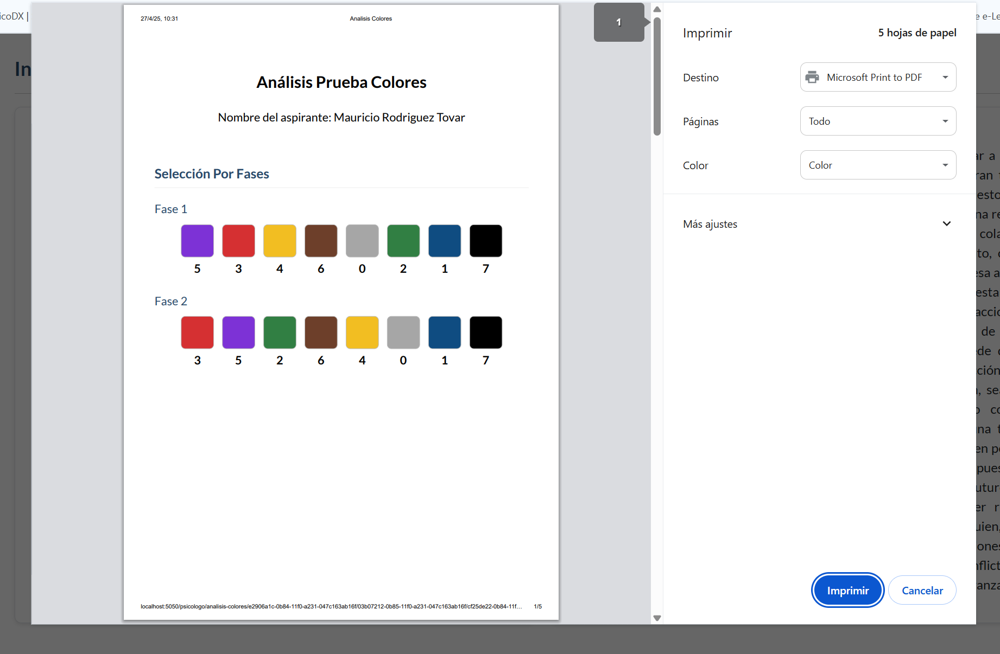 icoDX |
In
27/4/25, 10:31
Analisis Colores
Análisis Prueba Colores
Nombre del aspirante: Mauricio Rodriguez Tovar
Selección Por Fases
Fase 1
5 3 4 6 0 2 1 7
Fase 2
3 5 2 6 4 0 1 7
localhost:5050/psicologo/analisis-colores/e2906a1c-0b84-11f0-a231-047c163ab16f/03b07212-0b85-11f0-a231-047c163ab16f/cf25de22-0b84-11f...
1/5
1
Imprimir
5 hojas de papel
Destino
Microsoft Print to PDF
Páginas
Todo
Color
Color
Más ajustes
Imprimir
Cancelar
e e-Le
ar a
ran
esto
na re
cola
to,
esa a
esta
accio
de
de
ción
, sea
co
na t
en p
pues
utur
er r
uien,
ones
nflict
anza